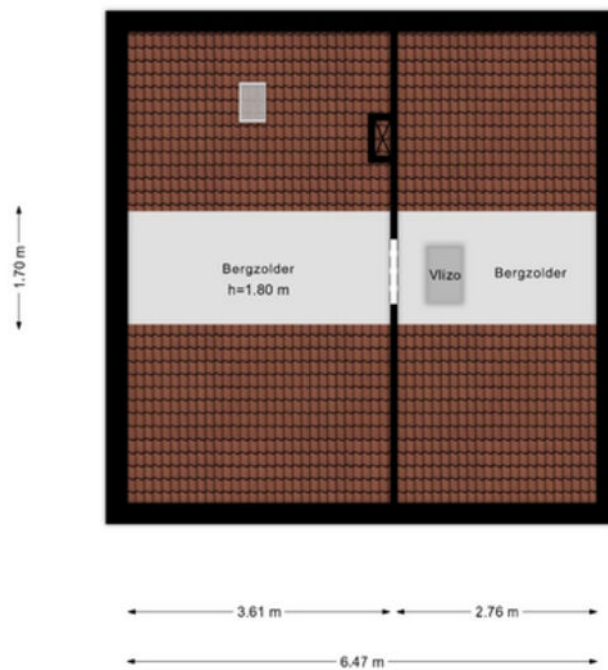 1.70 m
Bergzolder
h=1.80 m
Vlizo
Bergzolder
3.61 m
2.76 m
6.47 m